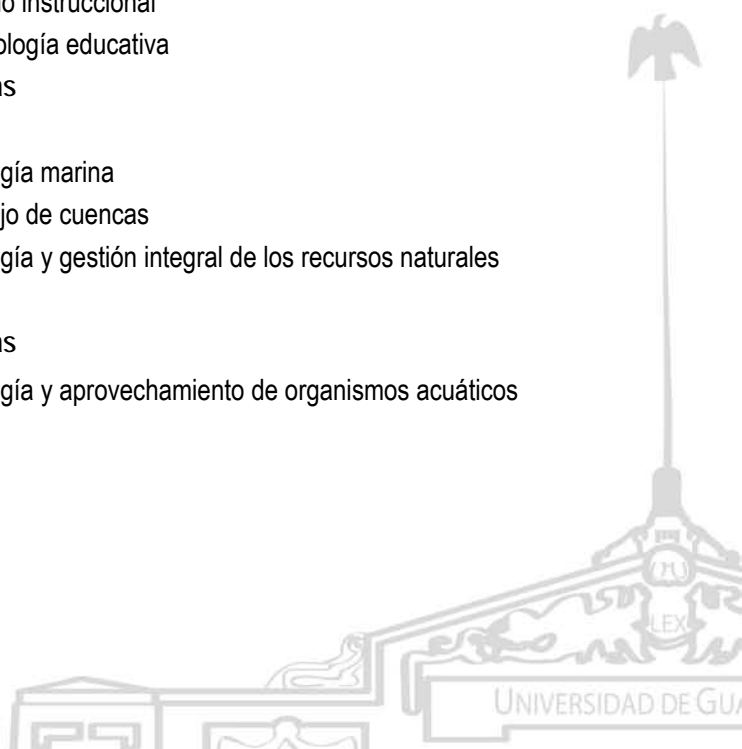 o instruccional
ología educativa
as
gía marina
jo de cuencas
gía y gestión integral de los recursos naturales
as
gía y aprovechamiento de organismos acuáticos
LEX
UNIVERSIDAD DE GUA